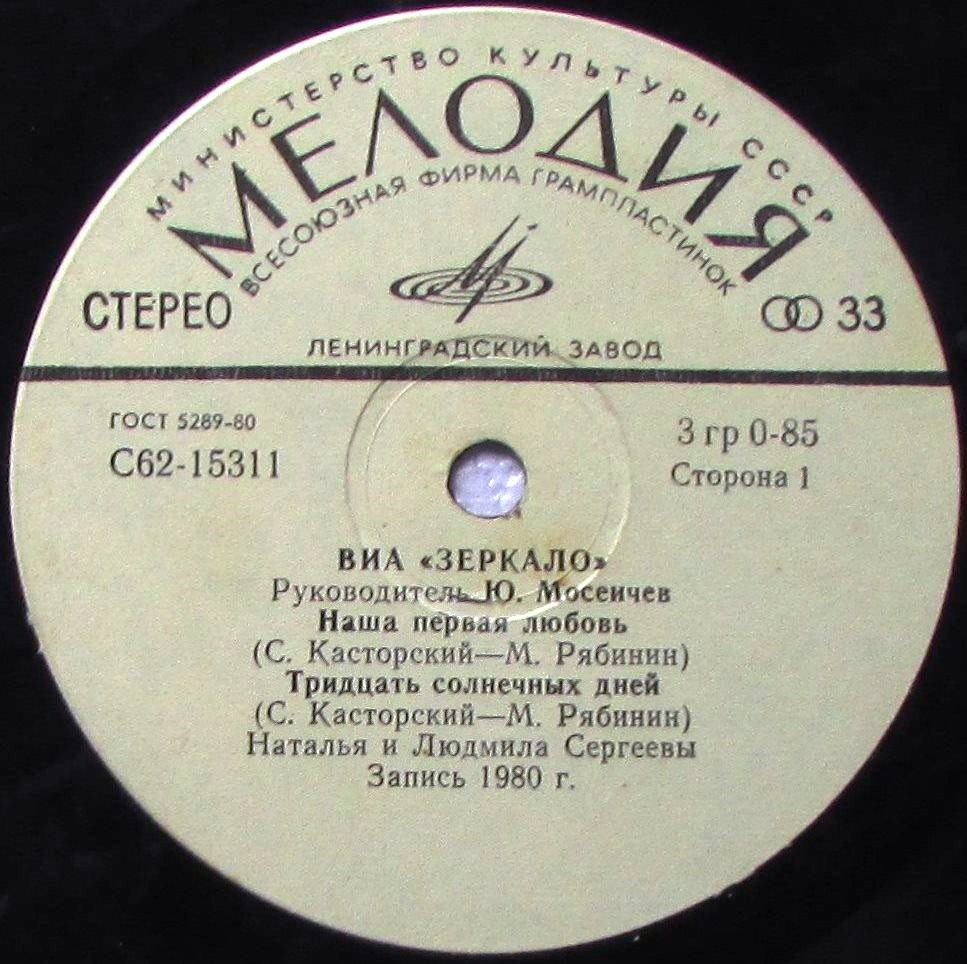 МИНИСТЕРСТВО КУЛЬТУРЫ СССР
МЕЛОДИЯ
ВСЕСОЮЗНАЯ ФИРМА ГРАМПЛАСТИНОК
СТЕРЕО
33
ЛЕНИНГРАДСКИЙ ЗАВОД
ГОСТ 5289-80
С62-15311
3 гр 0-85
Сторона 1
ВИА «ЗЕРКАЛО»
Руководитель Ю. Мосеичев
Наша первая любовь
(С. Касторский—М. Рябинин)
Тридцать солнечных дней
(С. Касторский—М. Рябинин)
Наталья и Людмила Сергеевы
Запись 1980 г.